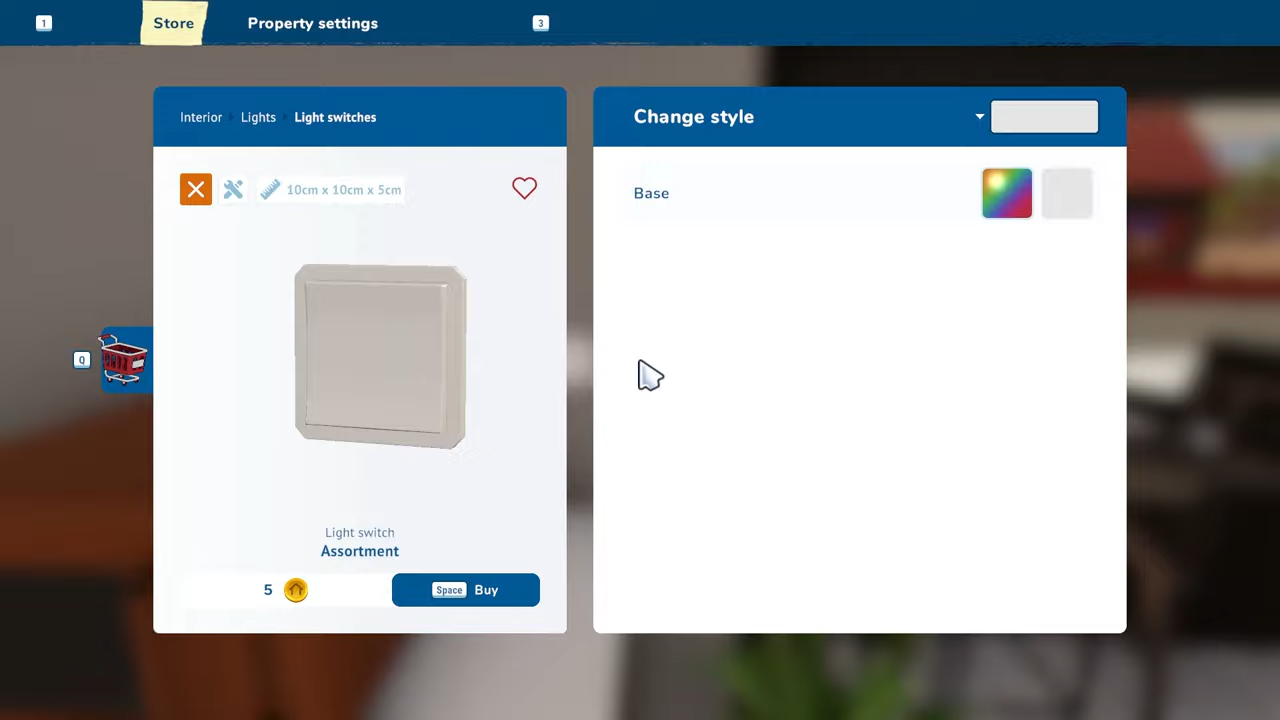 1
Store
Property settings
3
Interior Lights Light switches
Change style
10cm x 10cm x 5cm
Base
Q
Light switch
Assortment
5
Space Buy